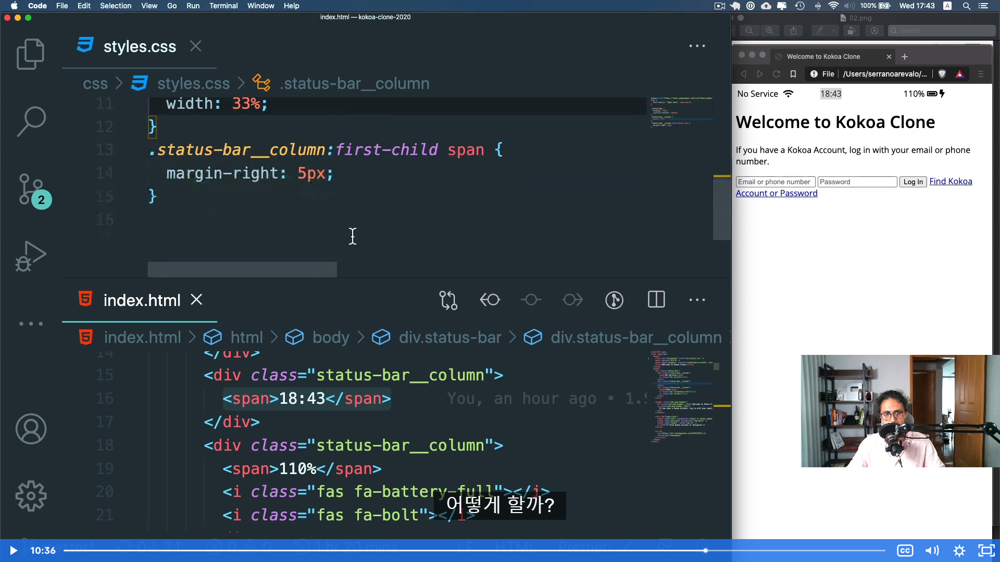 Code File Edit Selection View Go Run Terminal Window Help 100% Wed 17:43 A
index.html — kokoa-clone-2020
02.png
Search
styles.css
Welcome to Kokoa Clone
File /Users/serranoarevalo/...
css > styles.css > .status-bar__column
11 width: 33%;
12 }
13 .status-bar__column:first-child span {
14 margin-right: 5px;
15 }
16
2
No Service 18:43 110%
Welcome to Kokoa Clone
If you have a Kokoa Account, log in with your email or phone
number.
Email or phone number Password Log In Find Kokoa
Account or Password
index.html
index.html > html > body > div.status-bar > div.status-bar__column
14 </div>
15 <div class="status-bar__column">
16 <span>18:43</span> You, an hour ago • 1.
17 </div>
18 <div class="status-bar__column">
19 <span>110%</span>
20 <i class="fas fa-battery-full"></i>
21 <i class="fas fa-bolt"></i>
어떻게 할까?
10:36 CC